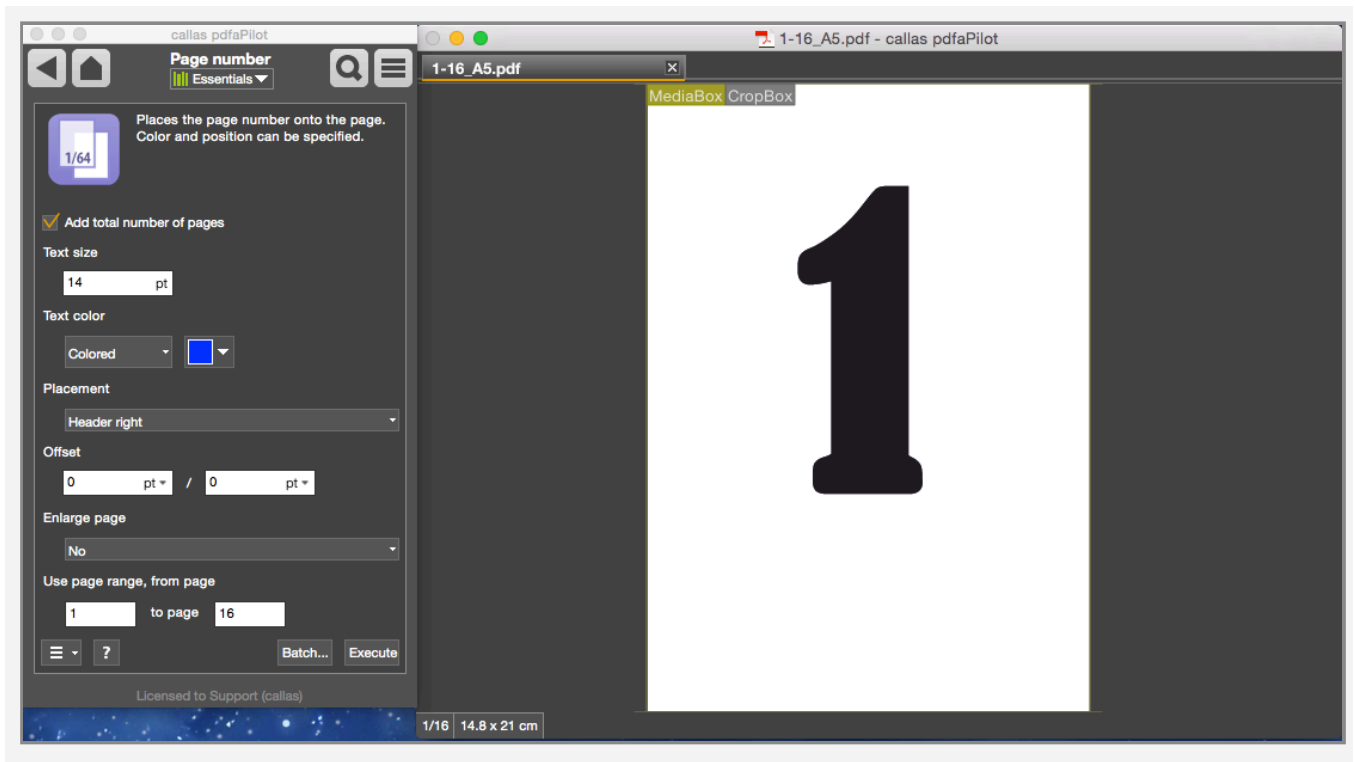 callas pdfaPilot
Page number
Essentials
Places the page number onto the page.
Color and position can be specified.
1/64
Add total number of pages
Text size
14 pt
Text color
Colored
Placement
Header right
Offset
0 pt / 0 pt
Enlarge page
No
Use page range, from page
1 to page 16
? Batch... Execute
Licensed to Support (callas)
1-16_A5.pdf - callas pdfaPilot
1-16_A5.pdf
MediaBox CropBox
1
1/16 14.8 x 21 cm